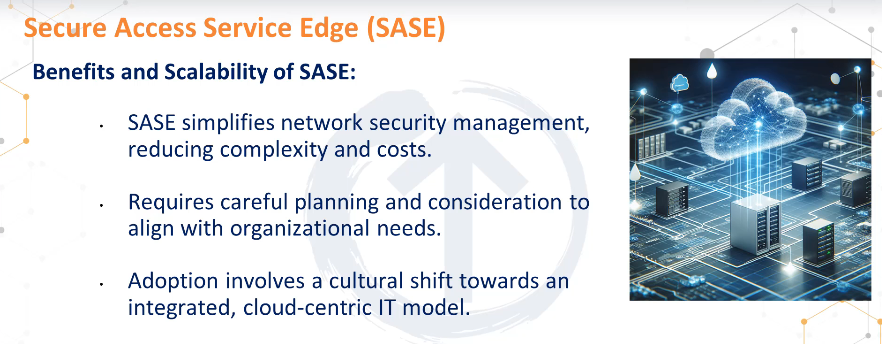 Secure Access Service Edge (SASE)
Benefits and Scalability of SASE:
· SASE simplifies network security management,
reducing complexity and costs.
· Requires careful planning and consideration to
align with organizational needs.
· Adoption involves a cultural shift towards an
integrated, cloud-centric IT model.